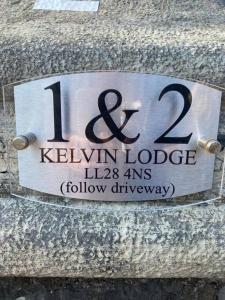 1 & 2
KELVIN LODGE
LL28 4NS
(follow driveway)